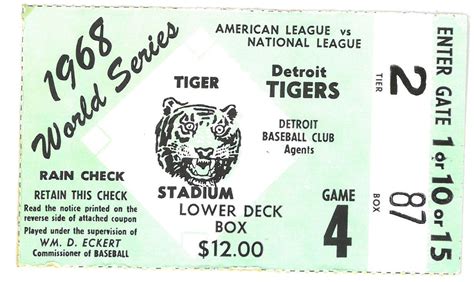 1968
World Series
RAIN CHECK
RETAIN THIS CHECK
Read the notice printed on the
reverse side of attached coupon
Played under the supervision of
WM. D. ECKERT
Commissioner of BASEBALL
AMERICAN LEAGUE vs
NATIONAL LEAGUE
TIGER
STADIUM
Detroit
TIGERS
DETROIT
BASEBALL CLUB
Agents
LOWER DECK
BOX
$12.00
GAME
4
TIER
2
87
ENTER GATE
1 or 10 or 15